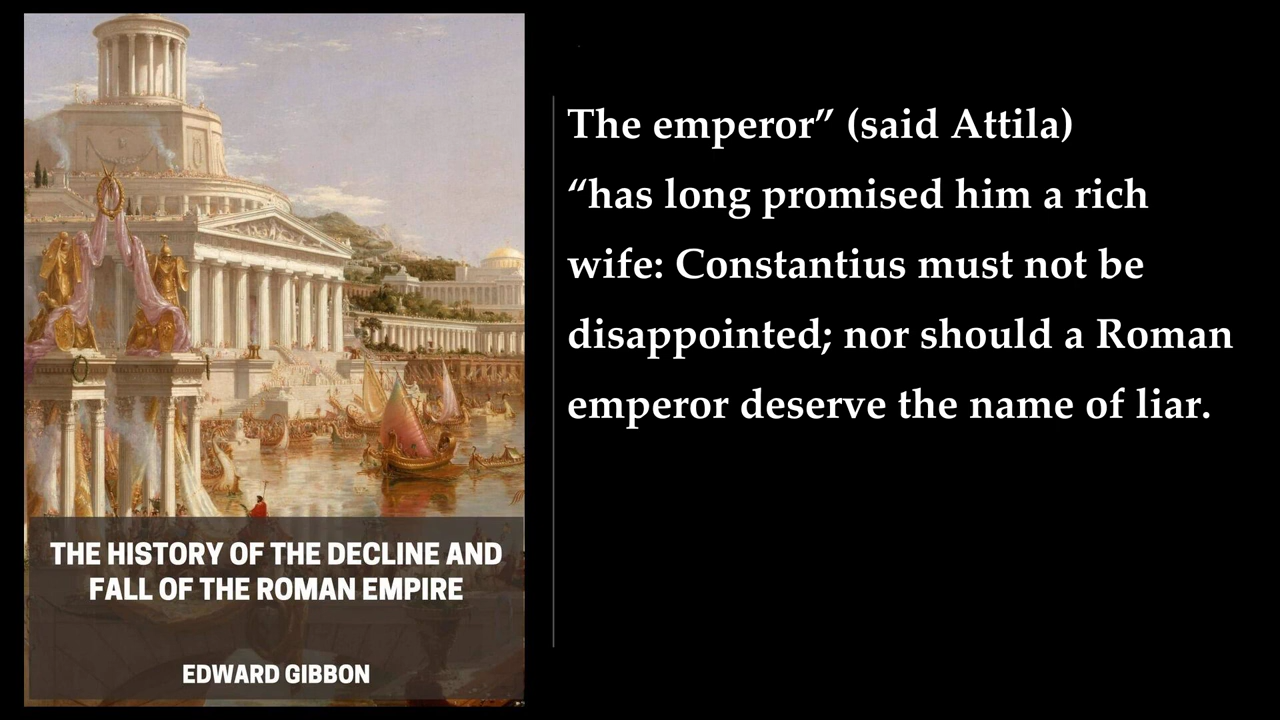 THE HISTORY OF THE DECLINE AND
FALL OF THE ROMAN EMPIRE
EDWARD GIBBON
The emperor” (said Attila)
“has long promised him a rich
wife: Constantius must not be
disappointed; nor should a Roman
emperor deserve the name of liar.